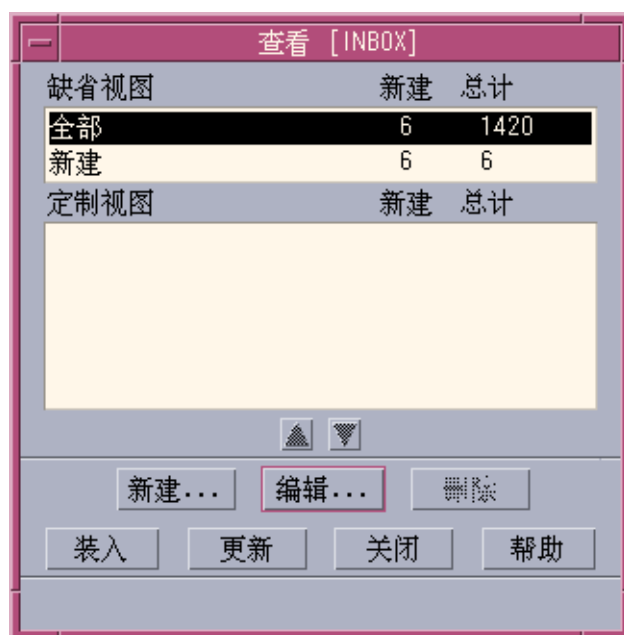 查看 [INBOX]
缺省视图 新建 总计
全部 6 1420
新建 6 6
定制视图 新建 总计
新建... 编辑... 删除
装入 更新 关闭 帮助